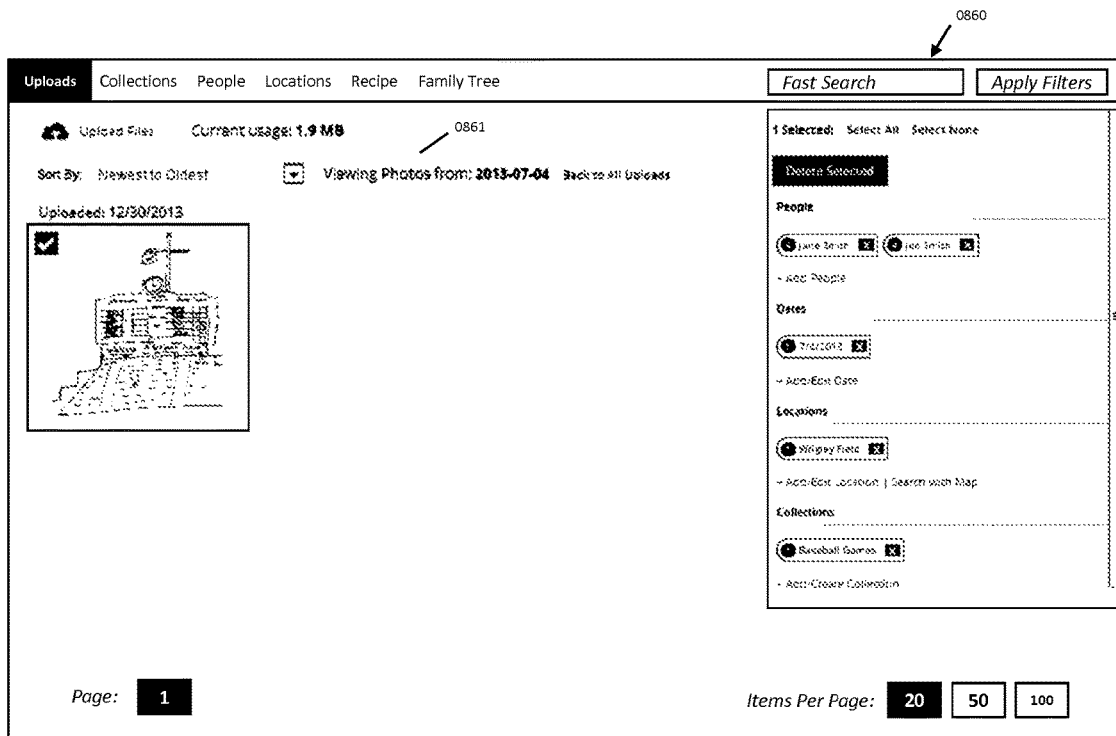 0860
Uploads Collections People Locations Recipe Family Tree Fast Search Apply Filters
Upload Files Current usage: 1.9 MB 0861
1 Selected: Select All Select None
Sort By: Newest to Oldest Viewing Photos from: 2013-07-04 Back to All Uploads
Delete Selected
Uploaded: 12/30/2013
People
Jane Smith Jon Smith
+ Add People
Dates
+ Add/Edit Date
Locations
Wrigley Field
+ Add/Edit Location | Search with Map
Collections
Baseball Games
+ Add/Create Collection
Page: 1 Items Per Page: 20 50 100